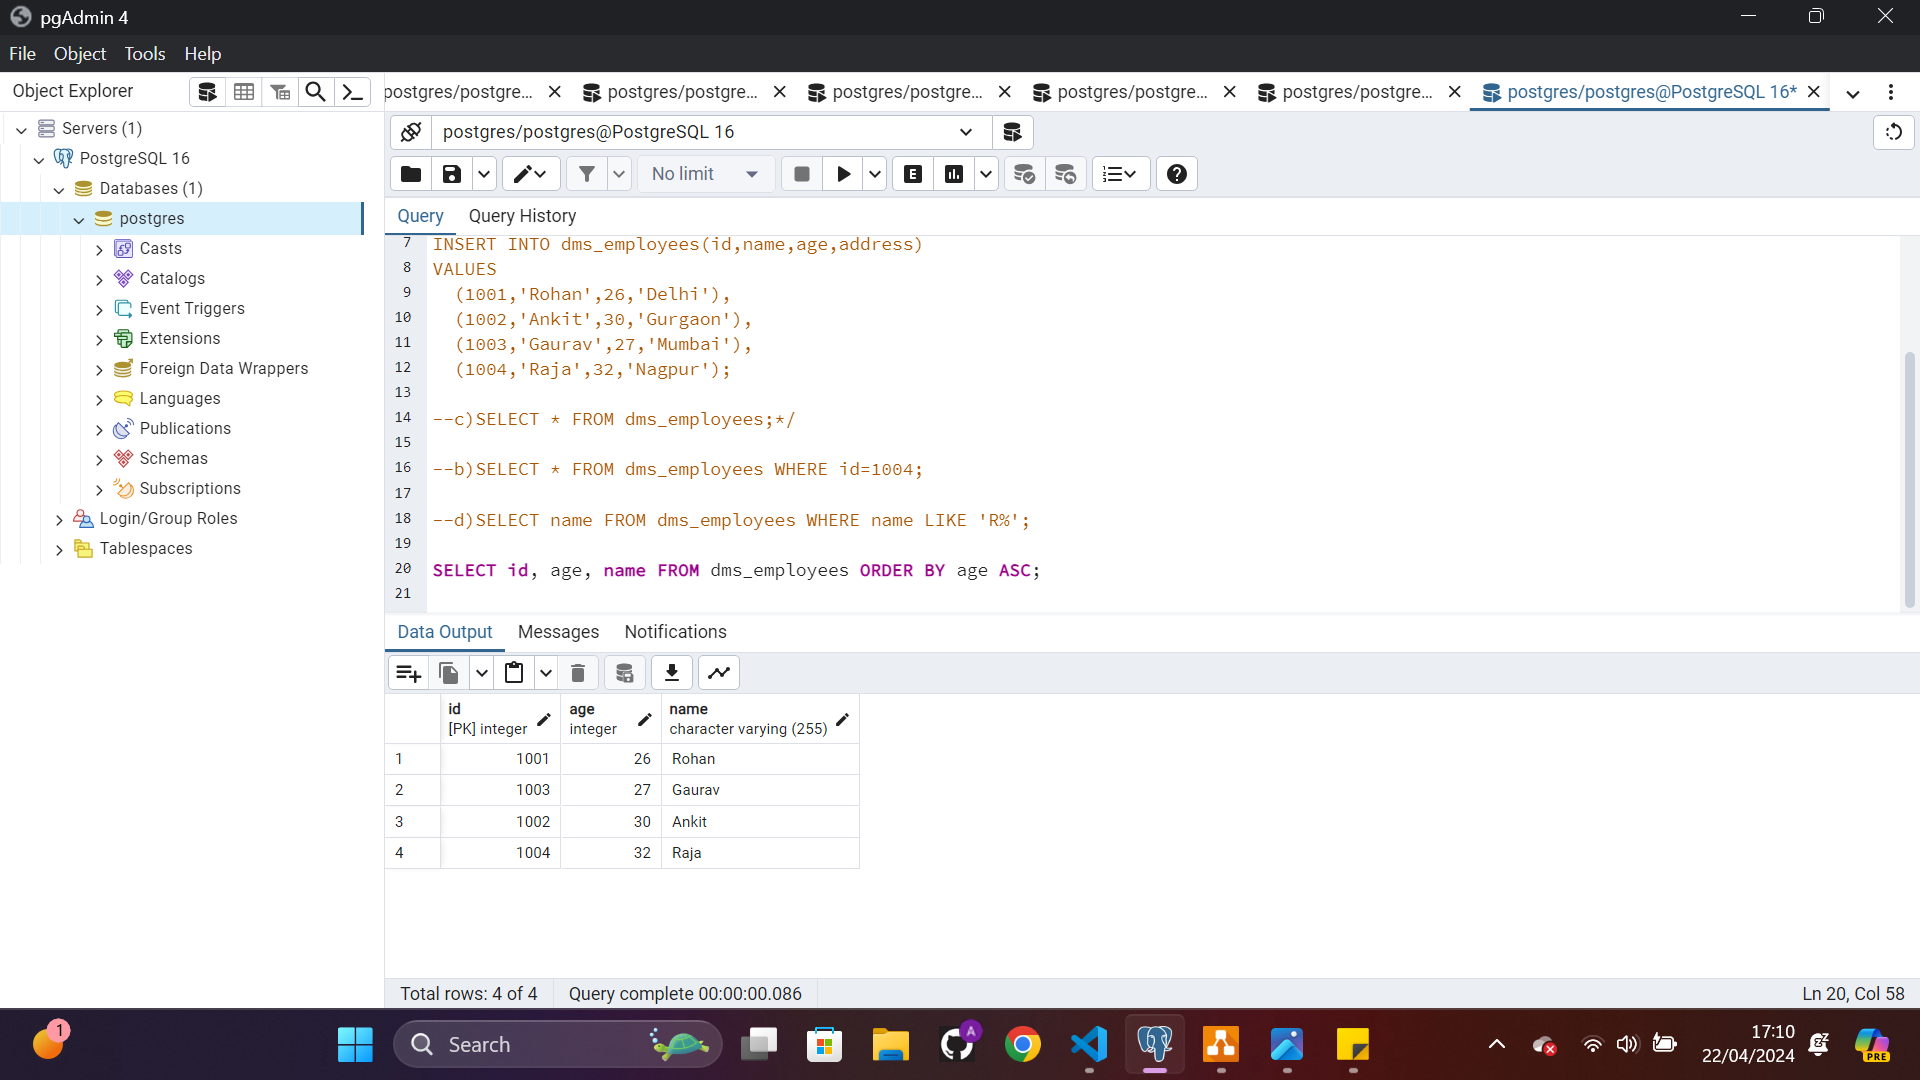 pgAdmin 4
File Object Tools Help
Object Explorer
postgres/postgre...
postgres/postgre...
postgres/postgre...
postgres/postgre...
postgres/postgre...
postgres/postgres@PostgreSQL 16*
Servers (1)
PostgreSQL 16
Databases (1)
postgres
Casts
Catalogs
Event Triggers
Extensions
Foreign Data Wrappers
Languages
Publications
Schemas
Subscriptions
Login/Group Roles
Tablespaces
postgres/postgres@PostgreSQL 16
No limit
E
Query Query History
7 INSERT INTO dms_employees(id,name,age,address)
8 VALUES
9 (1001,'Rohan',26,'Delhi'),
10 (1002,'Ankit',30,'Gurgaon'),
11 (1003,'Gaurav',27,'Mumbai'),
12 (1004,'Raja',32,'Nagpur');
13
14 --c)SELECT * FROM dms_employees;*/
15
16 --b)SELECT * FROM dms_employees WHERE id=1004;
17
18 --d)SELECT name FROM dms_employees WHERE name LIKE 'R%';
19
20 SELECT id, age, name FROM dms_employees ORDER BY age ASC;
21
Data Output Messages Notifications
id age name
[PK] integer integer character varying (255)
1 1001 26 Rohan
2 1003 27 Gaurav
3 1002 30 Ankit
4 1004 32 Raja
Total rows: 4 of 4 Query complete 00:00:00.086 Ln 20, Col 58
1
Search
A
17:10
22/04/2024
PRE